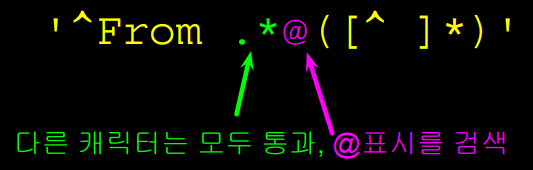 '^From .*@([^ ]*)'
다른 캐릭터는 모두 통과, @표시를 검색